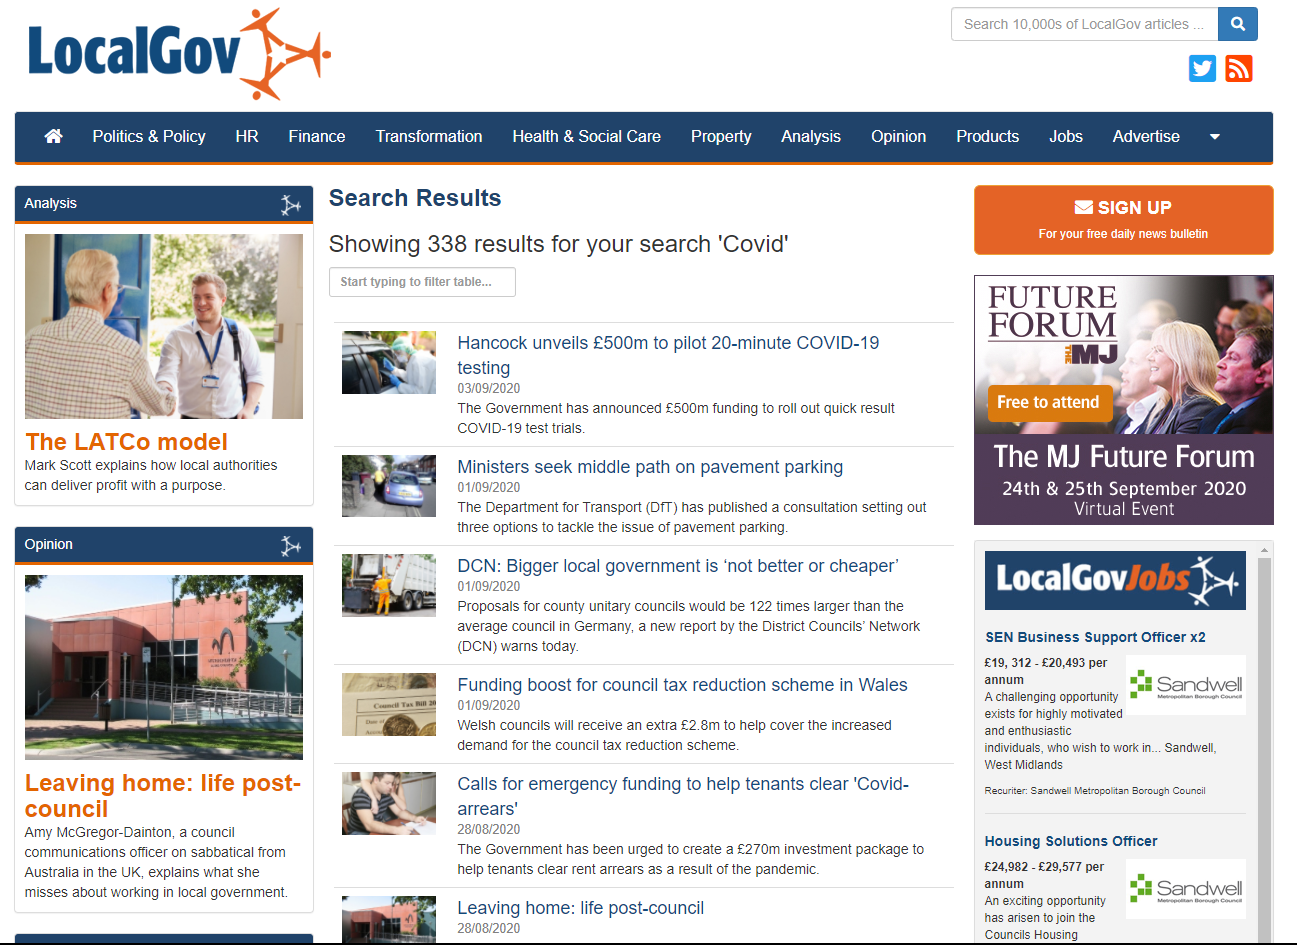 LocalGov
Search 10,000s of LocalGov articles ...
Politics & Policy HR Finance Transformation Health & Social Care Property Analysis Opinion Products Jobs Advertise
Analysis
The LATCo model
Mark Scott explains how local authorities
can deliver profit with a purpose.
Opinion
Leaving home: life post-
council
Amy McGregor-Dainton, a council
communications officer on sabbatical from
Australia in the UK, explains what she
misses about working in local government.
Search Results
Showing 338 results for your search 'Covid'
Start typing to filter table...
Hancock unveils £500m to pilot 20-minute COVID-19
testing
03/09/2020
The Government has announced £500m funding to roll out quick result
COVID-19 test trials.
Ministers seek middle path on pavement parking
01/09/2020
The Department for Transport (DfT) has published a consultation setting out
three options to tackle the issue of pavement parking.
DCN: Bigger local government is ‘not better or cheaper’
01/09/2020
Proposals for county unitary councils would be 122 times larger than the
average council in Germany, a new report by the District Councils’ Network
(DCN) warns today.
Council Tax Bill 20
Funding boost for council tax reduction scheme in Wales
01/09/2020
Welsh councils will receive an extra £2.8m to help cover the increased
demand for the council tax reduction scheme.
Calls for emergency funding to help tenants clear 'Covid-
arrears'
28/08/2020
The Government has been urged to create a £270m investment package to
help tenants clear rent arrears as a result of the pandemic.
Leaving home: life post-council
28/08/2020
SIGN UP
For your free daily news bulletin
FUTURE
FORUM
THE MJ
Free to attend
The MJ Future Forum
24th & 25th September 2020
Virtual Event
LocalGovJobs
SEN Business Support Officer x2
£19, 312 - £20,493 per
annum
Sandwell
Metropolitan Borough Council
A challenging opportunity
exists for highly motivated
and enthusiastic
individuals, who wish to work in... Sandwell,
West Midlands
Recuriter: Sandwell Metropolitan Borough Council
Housing Solutions Officer
£24,982 - £29,577 per
annum
Sandwell
Metropolitan Borough Council
An exciting opportunity
has arisen to join the
Councils Housing